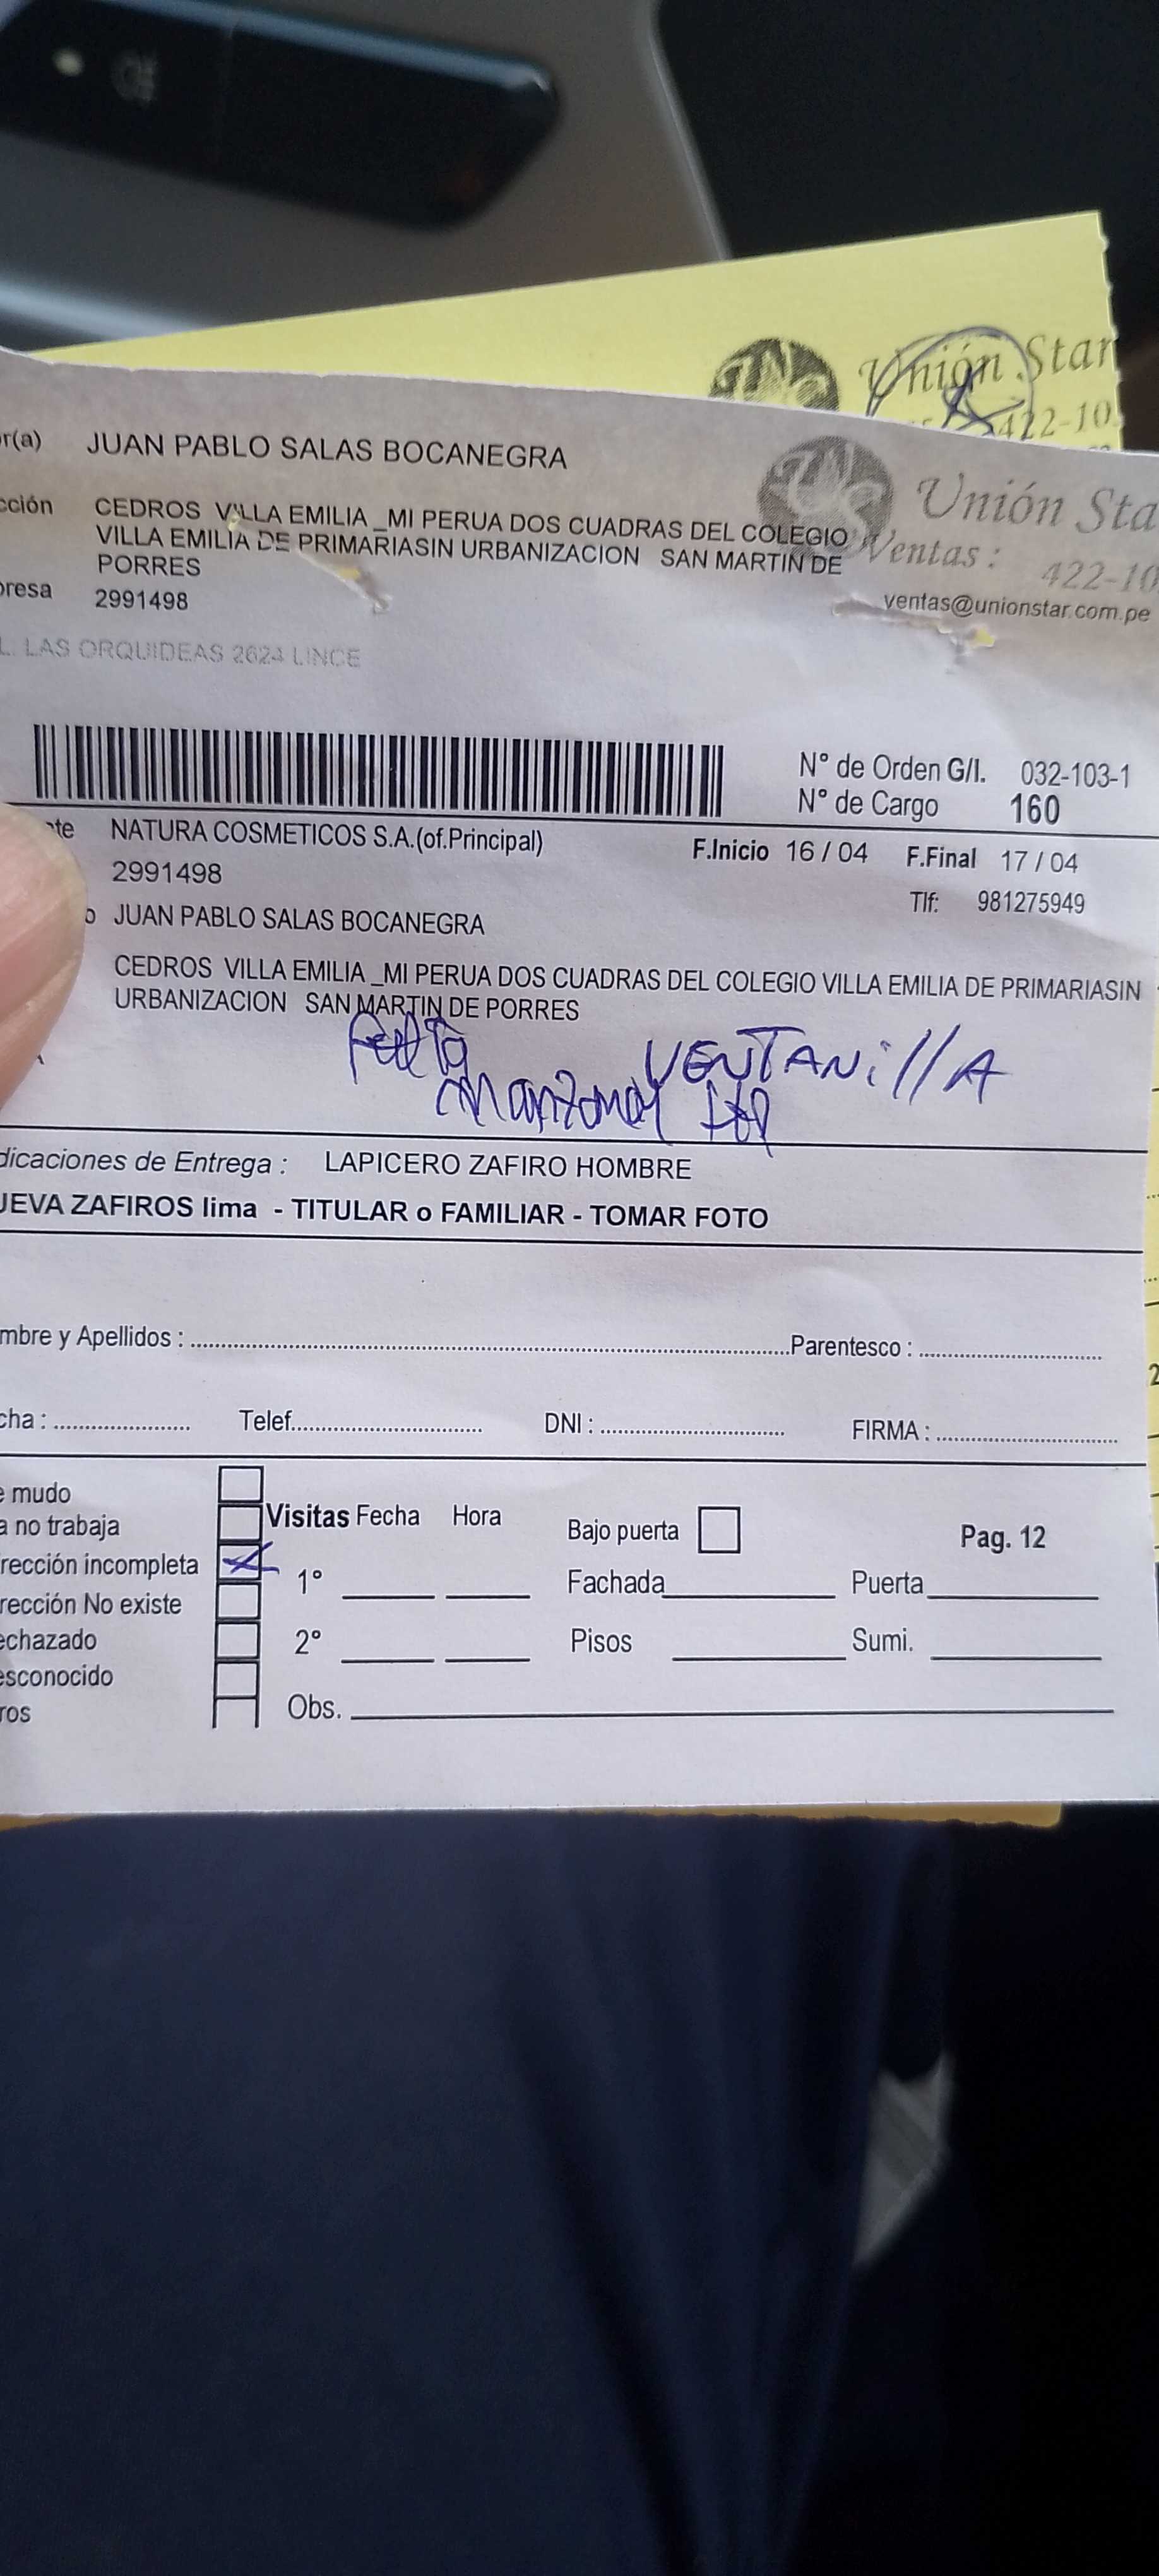 Unión Star
422-10
r(a) JUAN PABLO SALAS BOCANEGRA
cción CEDROS VILLA EMILIA _MI PERUA DOS CUADRAS DEL COLEGIO
VILLA EMILIA DE PRIMARIASIN URBANIZACION SAN MARTIN DE
PORRES
presa 2991498
Unión Sta
Ventas :
422-10
ventas@unionstar.com.pe
L. LAS ORQUIDEAS 2624 LINCE
N° de Orden G/I. 032-103-1
N° de Cargo 160
nte NATURA COSMETICOS S.A.(of.Principal) F.Inicio 16 / 04 F.Final 17 / 04
2991498
Tlf: 981275949
o JUAN PABLO SALAS BOCANEGRA
CEDROS VILLA EMILIA _MI PERUA DOS CUADRAS DEL COLEGIO VILLA EMILIA DE PRIMARIASIN
URBANIZACION SAN MARTIN DE PORRES
Falta VENTANillA
manzana
dicaciones de Entrega : LAPICERO ZAFIRO HOMBRE
UEVA ZAFIROS lima - TITULAR o FAMILIAR - TOMAR FOTO
mbre y Apellidos : Parentesco :
cha : Telef. DNI : FIRMA :
e mudo
a no trabaja
rección incompleta
rección No existe
echazado
esconocido
ros
Visitas Fecha Hora
1°
2°
Obs.
Bajo puerta Pag. 12
Fachada Puerta
Pisos Sumi.